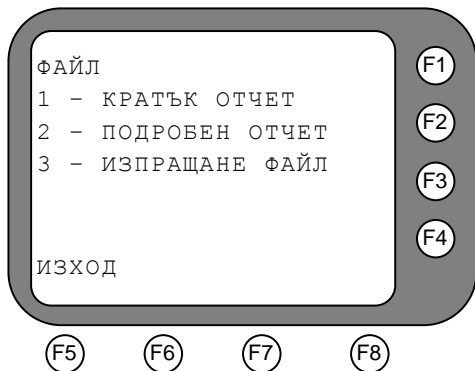 ФАЙЛ
1 - КРАТЪК ОТЧЕТ
2 - ПОДРОБЕН ОТЧЕТ
3 - ИЗПРАЩАНЕ ФАЙЛ
ИЗХОД
F1
F2
F3
F4
F5 F6 F7 F8